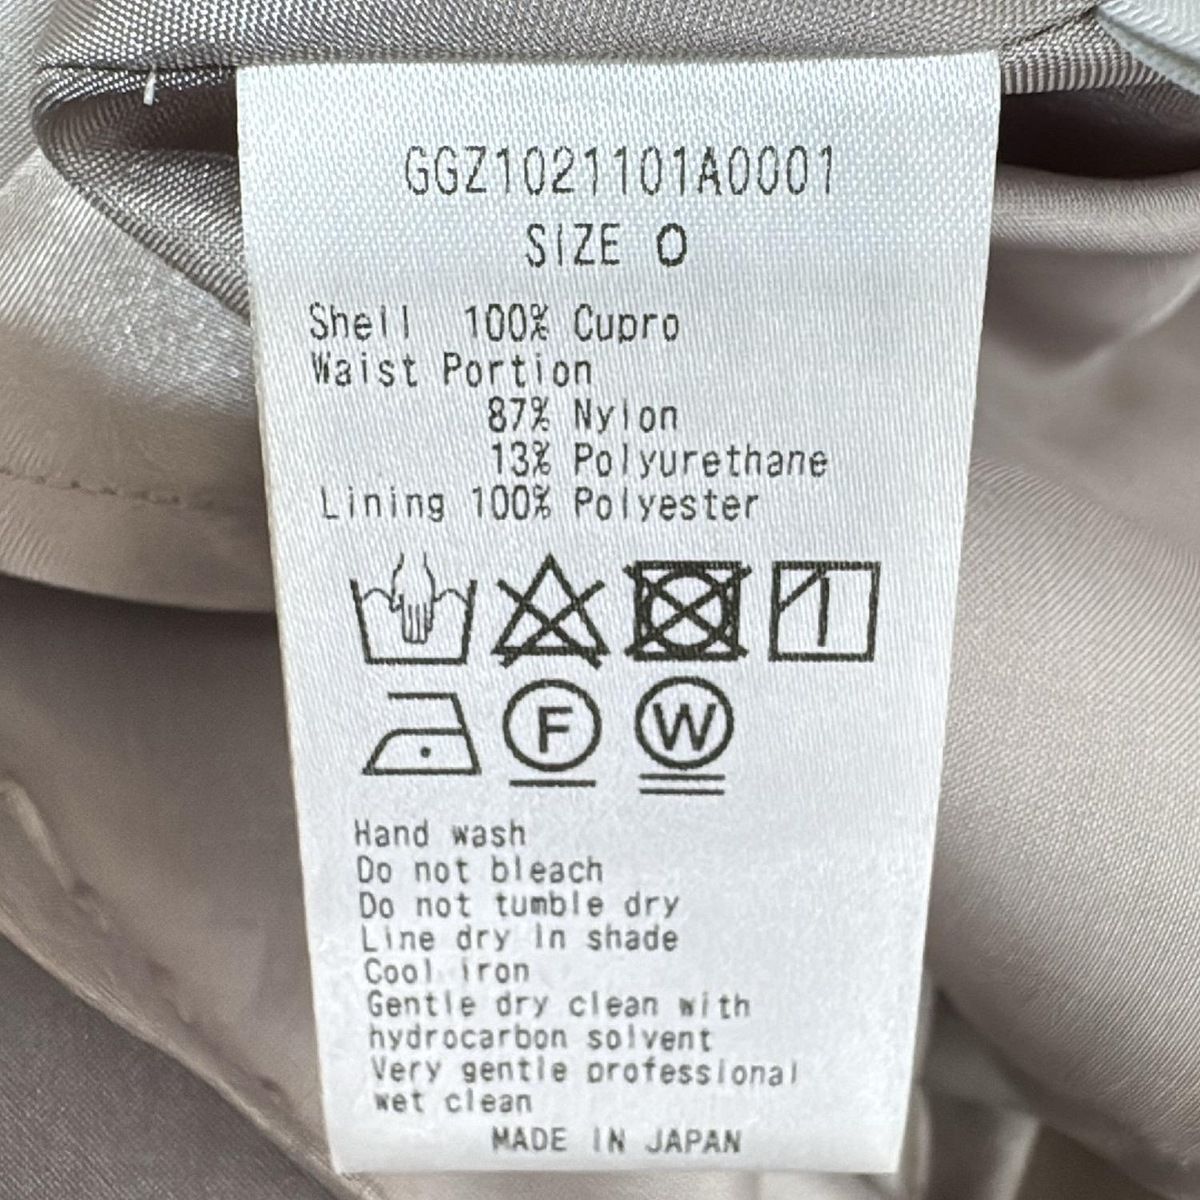 GGZ1021101A0001
SIZE 0
Shell 100% Cupro
Waist Portion
87% Nylon
13% Polyurethane
Lining 100% Polyester
F W
Hand wash
Do not bleach
Do not tumble dry
Line dry in shade
Cool iron
Gentle dry clean with
hydrocarbon solvent
Very gentle professional
wet clean
MADE IN JAPAN